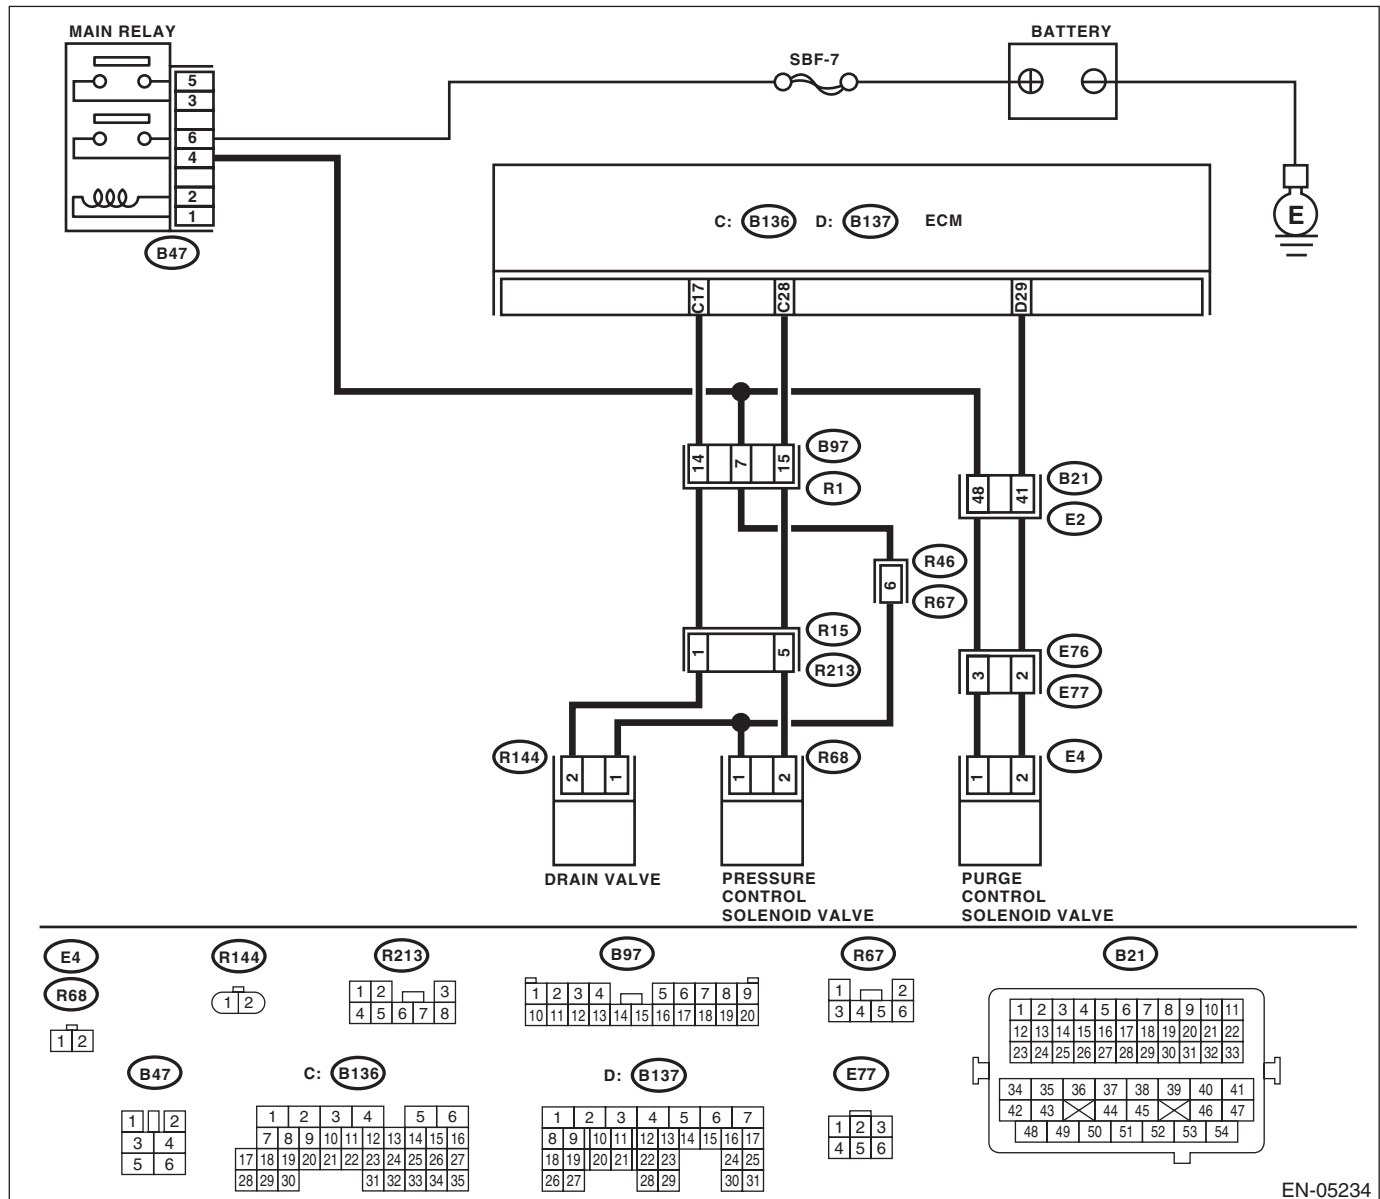 MAIN RELAY
BATTERY
SBF-7
5
3
6
4
2
1
B47
E
C: B136 D: B137 ECM
C17 C28 D29
14 7 15
B97
R1
48 41
B21
E2
6
R46
R67
1 5
R15
R213
3 2
E76
E77
R144
2 1
1 2
R68
1 2
E4
DRAIN VALVE
PRESSURE
CONTROL
SOLENOID VALVE
PURGE
CONTROL
SOLENOID VALVE
E4
R68
1 2
R144
1 2
R213
1 2 3
4 5 6 7 8
B97
1 2 3 4 5 6 7 8 9
10 11 12 13 14 15 16 17 18 19 20
R67
1 2
3 4 5 6
B21
1 2 3 4 5 6 7 8 9 10 11
12 13 14 15 16 17 18 19 20 21 22
23 24 25 26 27 28 29 30 31 32 33
34 35 36 37 38 39 40 41
42 43 44 45 46 47
48 49 50 51 52 53 54
B47
1 2
3 4
5 6
C: B136
1 2 3 4 5 6
7 8 9 10 11 12 13 14 15 16
17 18 19 20 21 22 23 24 25 26 27
28 29 30 31 32 33 34 35
D: B137
1 2 3 4 5 6 7
8 9 10 11 12 13 14 15 16 17
18 19 20 21 22 23 24 25
26 27 28 29 30 31
E77
1 2 3
4 5 6
EN-05234